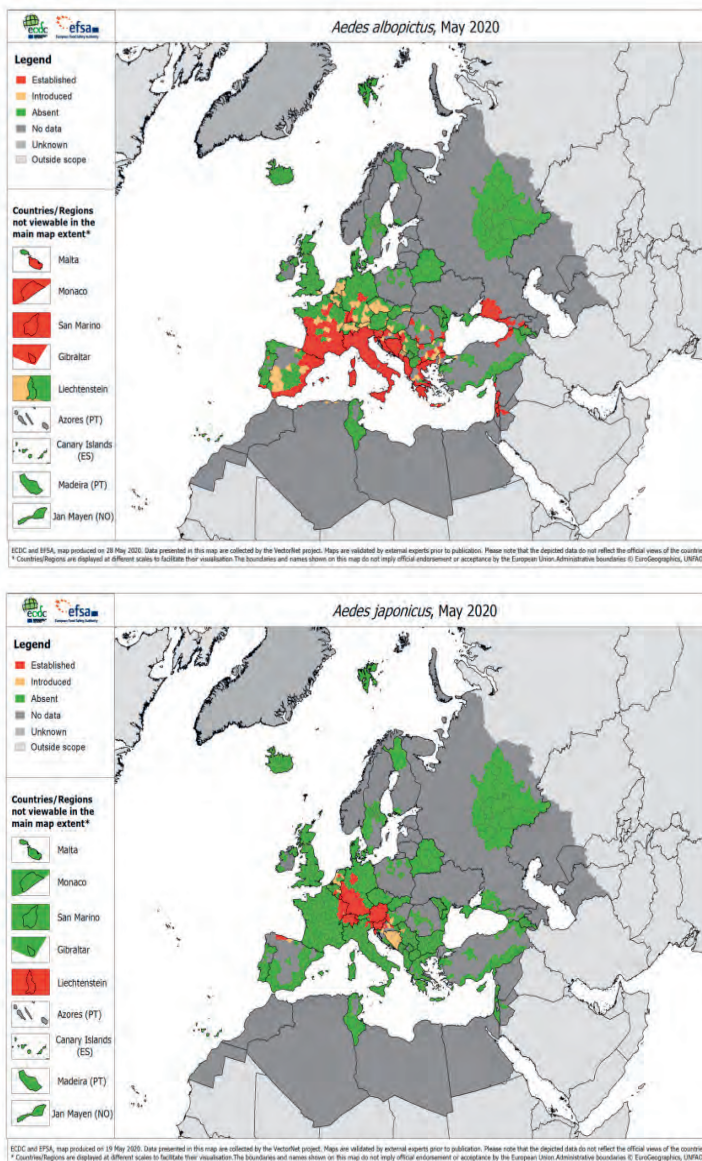 ecdc
efsa
European Food Safety Authority
Aedes albopictus, May 2020
Legend
Established
Introduced
Absent
No data
Unknown
Outside scope
Countries/Regions
not viewable in the
main map extent*
Malta
Monaco
San Marino
Gibraltar
Liechtenstein
Azores (PT)
Canary Islands
(ES)
Madeira (PT)
Jan Mayen (NO)
ECDC and EFSA, map produced on 28 May 2020. Data presented in this map are collected by the VectorNet project. Maps are validated by external experts prior to publication. Please note that the depicted data do not reflect the official views of the countrie
* Countries/Regions are displayed at different scales to facilitate their visualisation.The boundaries and names shown on this map do not imply official endorsement or acceptance by the European Union.Administrative boundaries © EuroGeographics, UNFAO
ecdc
efsa
European Food Safety Authority
Aedes japonicus, May 2020
Legend
Established
Introduced
Absent
No data
Unknown
Outside scope
Countries/Regions
not viewable in the
main map extent*
Malta
Monaco
San Marino
Gibraltar
Liechtenstein
Azores (PT)
Canary Islands
(ES)
Madeira (PT)
Jan Mayen (NO)
ECDC and EFSA, map produced on 19 May 2020. Data presented in this map are collected by the VectorNet project. Maps are validated by external experts prior to publication. Please note that the depicted data do not reflect the official views of the countrie
* Countries/Regions are displayed at different scales to facilitate their visualisation.The boundaries and names shown on this map do not imply official endorsement or acceptance by the European Union.Administrative boundaries © EuroGeographics, UNFAO